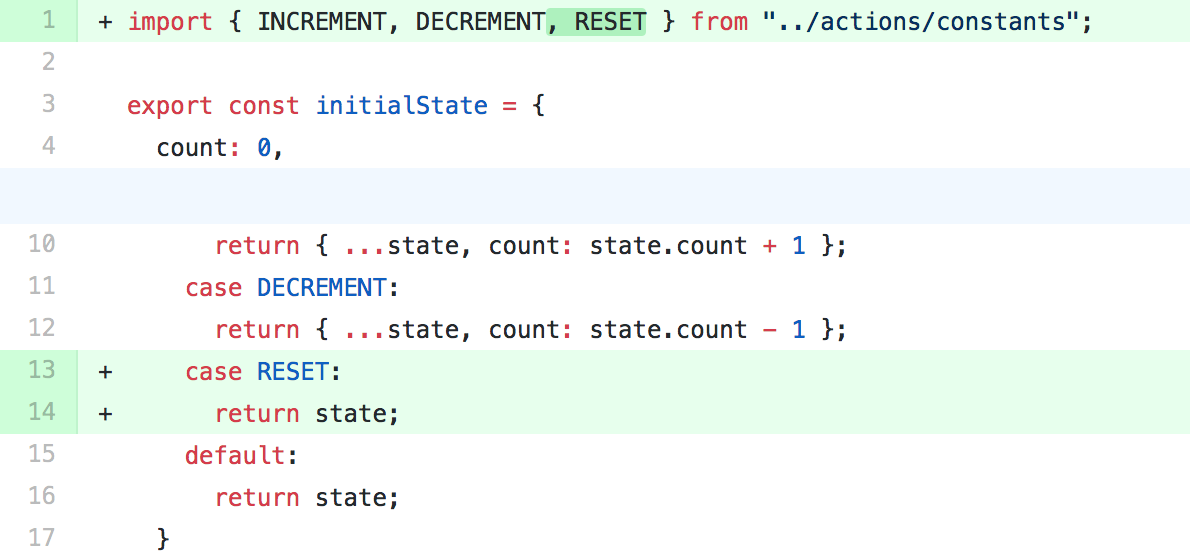 1 + import { INCREMENT, DECREMENT, RESET } from "../actions/constants";
2
3 export const initialState = {
4 count: 0,
10 return { ...state, count: state.count + 1 };
11 case DECREMENT:
12 return { ...state, count: state.count - 1 };
13 + case RESET:
14 + return state;
15 default:
16 return state;
17 }